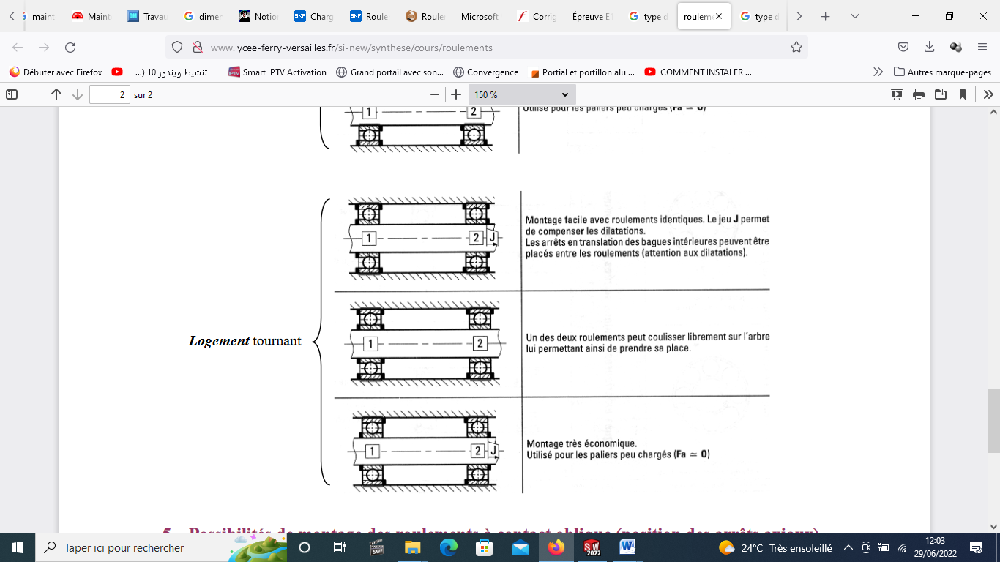 maint
Mainte
Travau
dimen
Notion
Charg
Roule
Roule
Microsoft
Corrig
Épreuve E
type d
roulem
type d
www.lycee-ferry-versailles.fr/si-new/synthese/cours/roulements
Débuter avec Firefox
تنشيط ويندوز 10 (...
Smart IPTV Activation
Grand portail avec son...
Convergence
Portial et portillon alu ...
COMMENT INSTALER ...
Autres marque-pages
2 sur 2
150 %
1 2
Utilisé pour les paliers peu chargés (Fa ≃ 0)
1 2 J
Montage facile avec roulements identiques. Le jeu J permet
de compenser les dilatations.
Les arrêts en translation des bagues intérieures peuvent être
placés entre les roulements (attention aux dilatations).
Logement tournant
1 2
Un des deux roulements peut coulisser librement sur l'arbre
lui permettant ainsi de prendre sa place.
1 2 J
Montage très économique.
Utilisé pour les paliers peu chargés (Fa ≃ 0)
5 – Possibilités de montage des roulements à contact oblique (position des arrêts axiaux)
Taper ici pour rechercher
SWF
SW
2022
24°C Très ensoleillé
12:03
29/06/2022